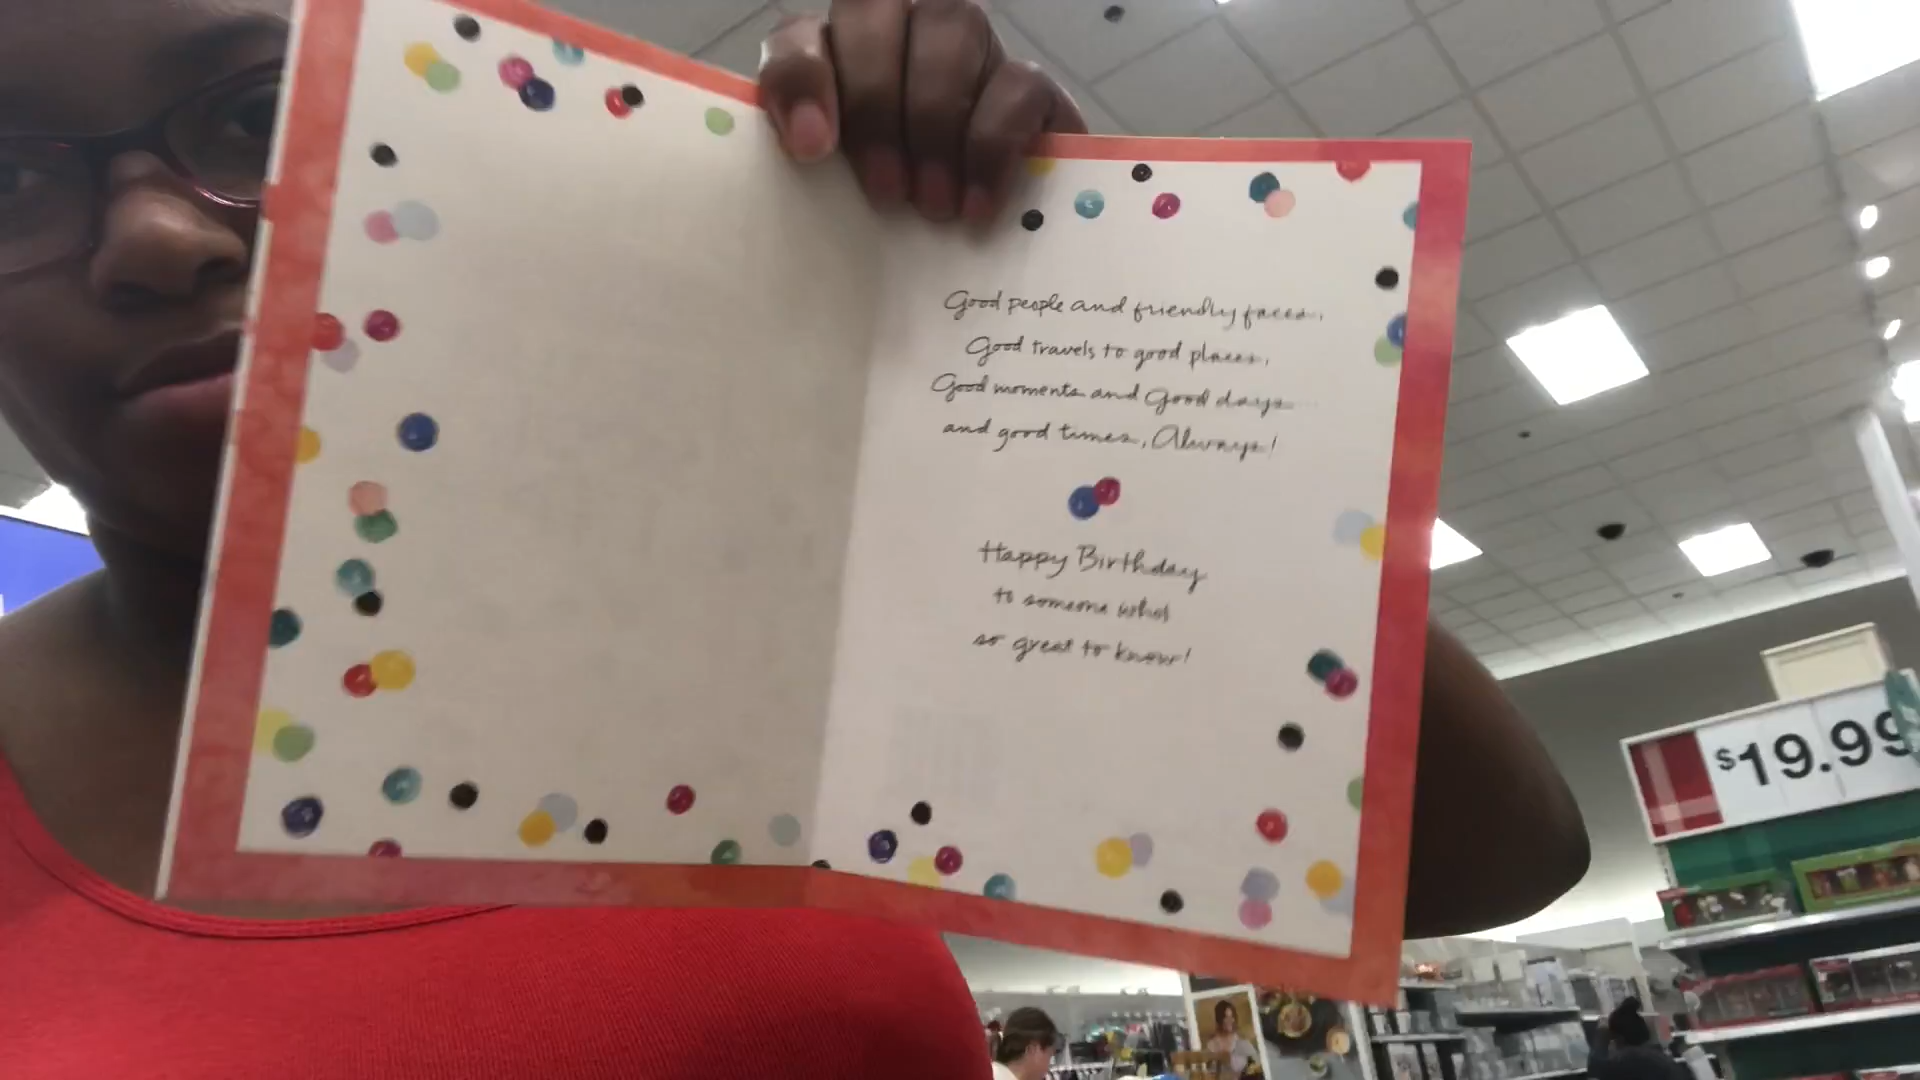 Good people and friendly faces,
Good travels to good places,
Good moments and Good days...
and good times, Always!
Happy Birthday
to someone who's
so great to know!
$19.99